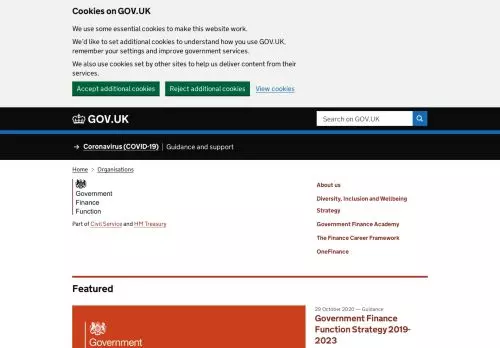 Cookies on GOV.UK
We use some essential cookies to make this website work.
We'd like to set additional cookies to understand how you use GOV.UK,
remember your settings and improve government services.
We also use cookies set by other sites to help us deliver content from their
services.
Accept additional cookies
Reject additional cookies
View cookies
GOV.UK
Search on GOV.UK
→ Coronavirus (COVID-19) | Guidance and support
Home > Organisations
Government
Finance
Function
Part of Civil Service and HM Treasury
About us
Diversity, Inclusion and Wellbeing
Strategy
Government Finance Academy
The Finance Career Framework
OneFinance
Featured
Government
29 October 2020 — Guidance
Government Finance
Function Strategy 2019-
2023